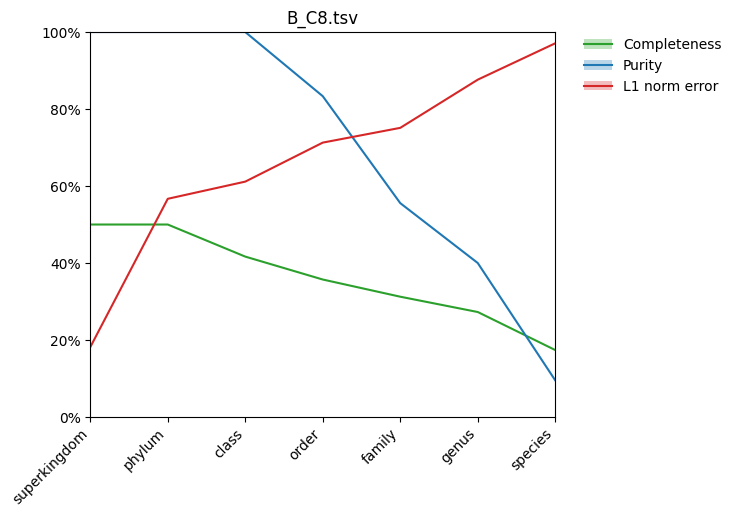 B_C8.tsv
100%
80%
60%
40%
20%
0%
superkingdom
phylum
class
order
family
genus
species
Completeness
Purity
L1 norm error